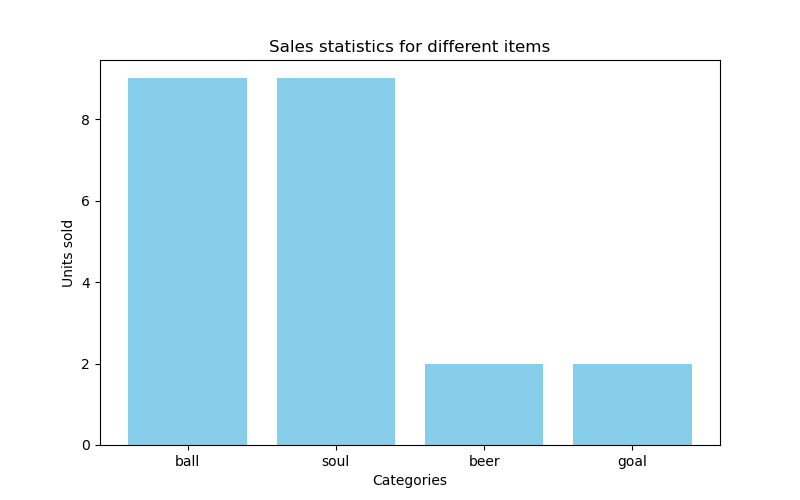 Sales statistics for different items
Units sold
8
6
4
2
0
ball soul beer goal
Categories